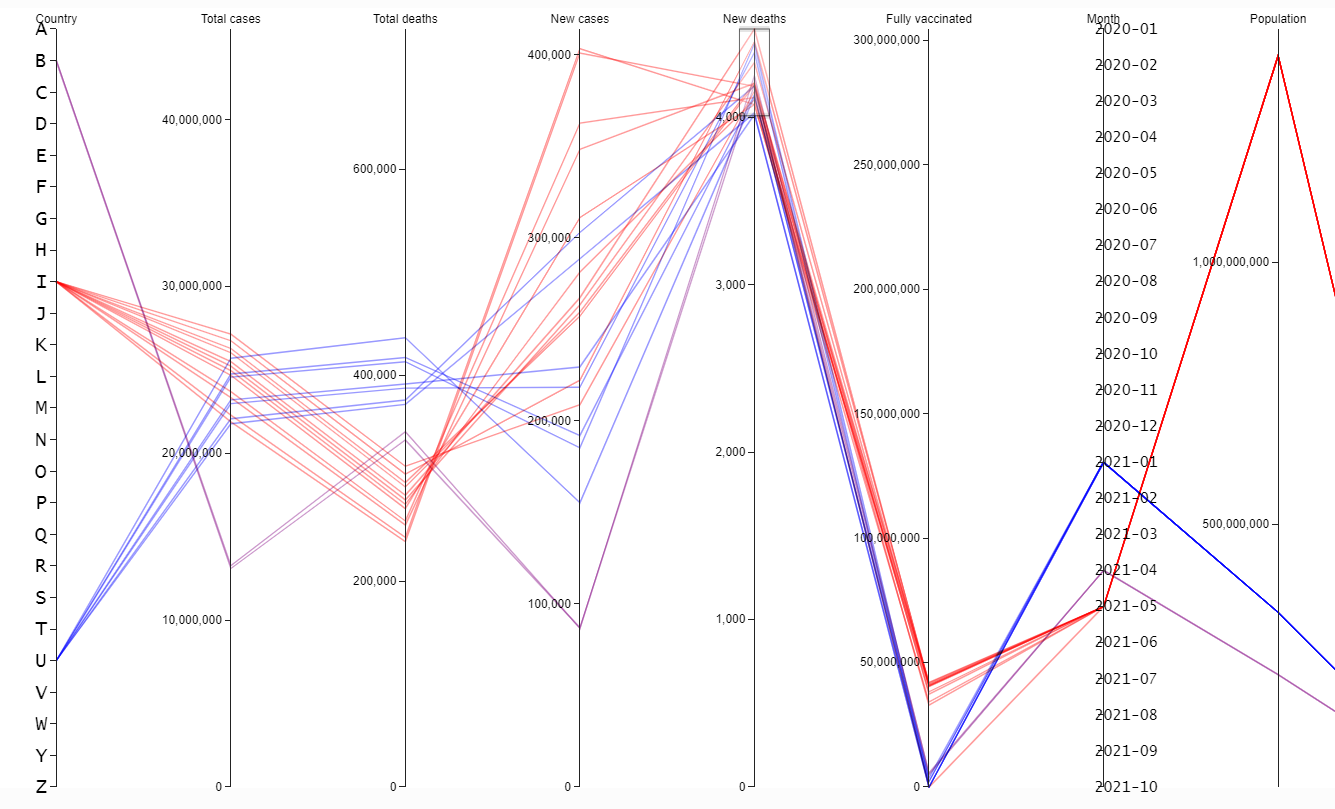 Country
A
B
C
D
E
F
G
H
I
J
K
L
M
N
O
P
Q
R
S
T
U
V
W
Y
Z
Total cases
40,000,000
30,000,000
20,000,000
10,000,000
0
Total deaths
600,000
400,000
200,000
0
New cases
400,000
300,000
200,000
100,000
0
New deaths
4,000
3,000
2,000
1,000
0
Fully vaccinated
300,000,000
250,000,000
200,000,000
150,000,000
100,000,000
50,000,000
0
Month
2020-01
2020-02
2020-03
2020-04
2020-05
2020-06
2020-07
2020-08
2020-09
2020-10
2020-11
2020-12
2021-01
2021-02
2021-03
2021-04
2021-05
2021-06
2021-07
2021-08
2021-09
2021-10
Population
1,000,000,000
500,000,000